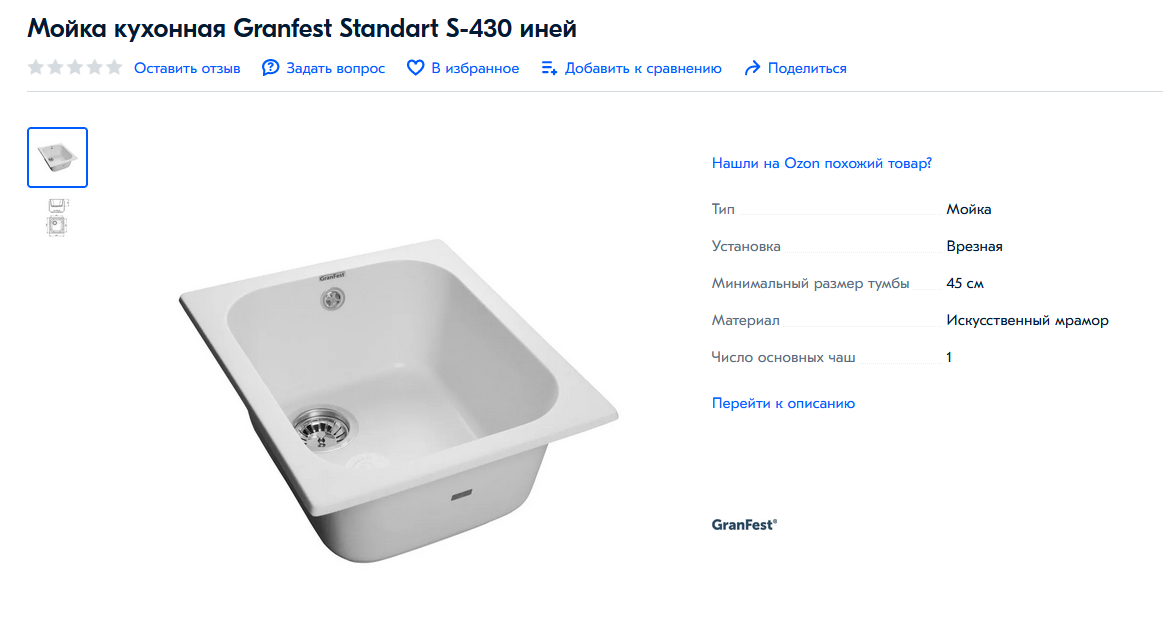 Мойка кухонная Granfest Standart S-430 иней
Оставить отзыв Задать вопрос В избранное Добавить к сравнению Поделиться
Нашли на Ozon похожий товар?
Тип Мойка
Установка Врезная
Минимальный размер тумбы 45 см
Материал Искусственный мрамор
Число основных чаш 1
Перейти к описанию
GranFest
GranFest®